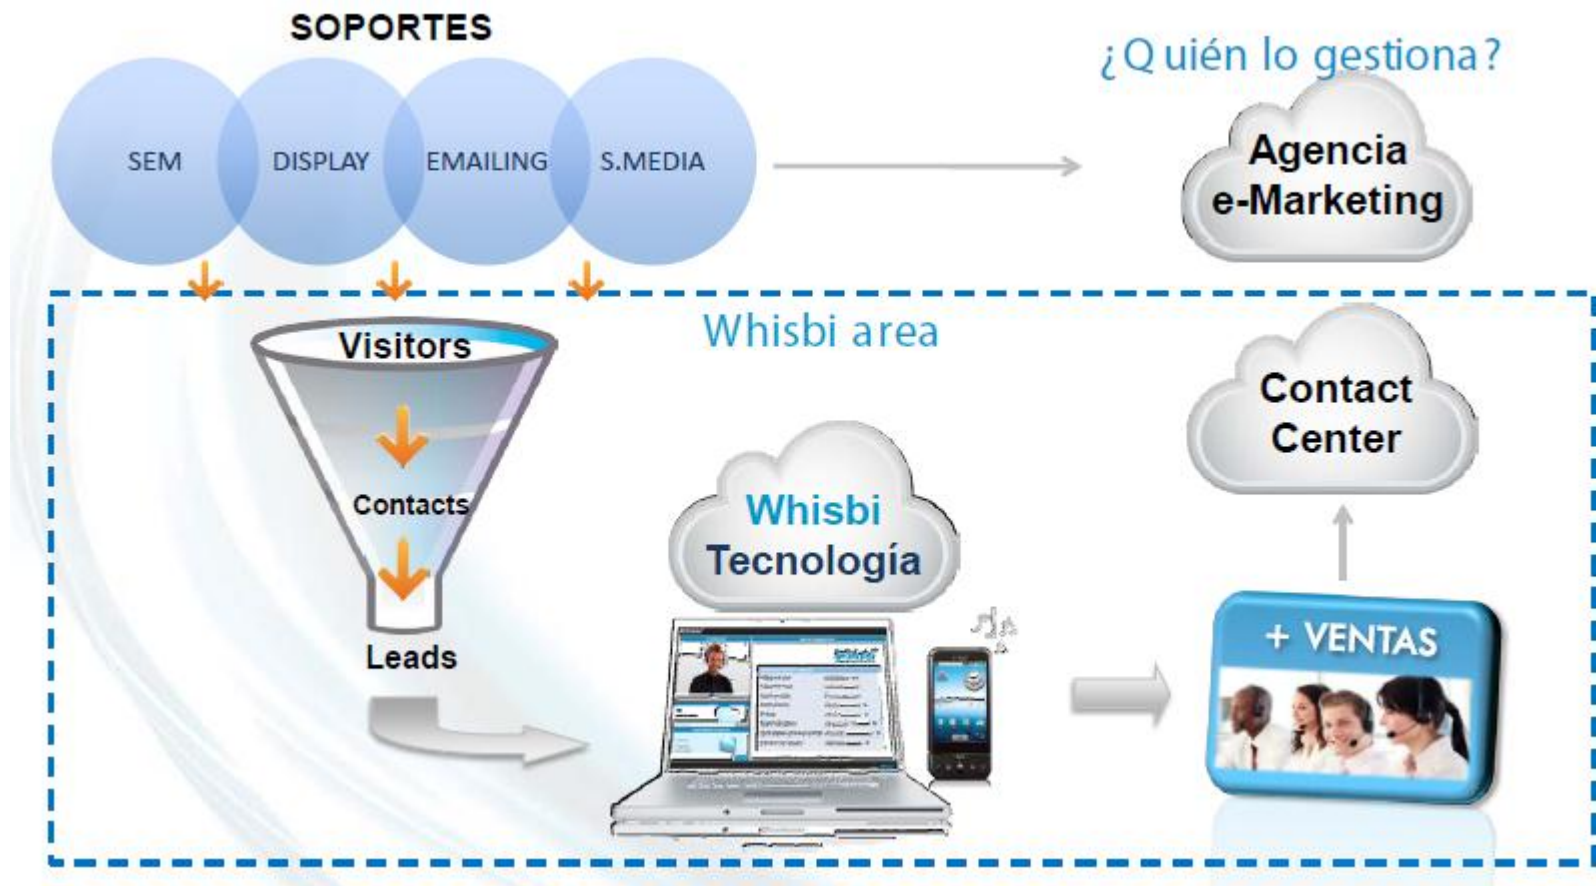 SOPORTES
¿Quién lo gestiona?
SEM
DISPLAY
EMAILING
S.MEDIA
Agencia
e-Marketing
Whisbi area
Visitors
Contacts
Leads
Whisbi
Tecnología
Contact
Center
+ VENTAS